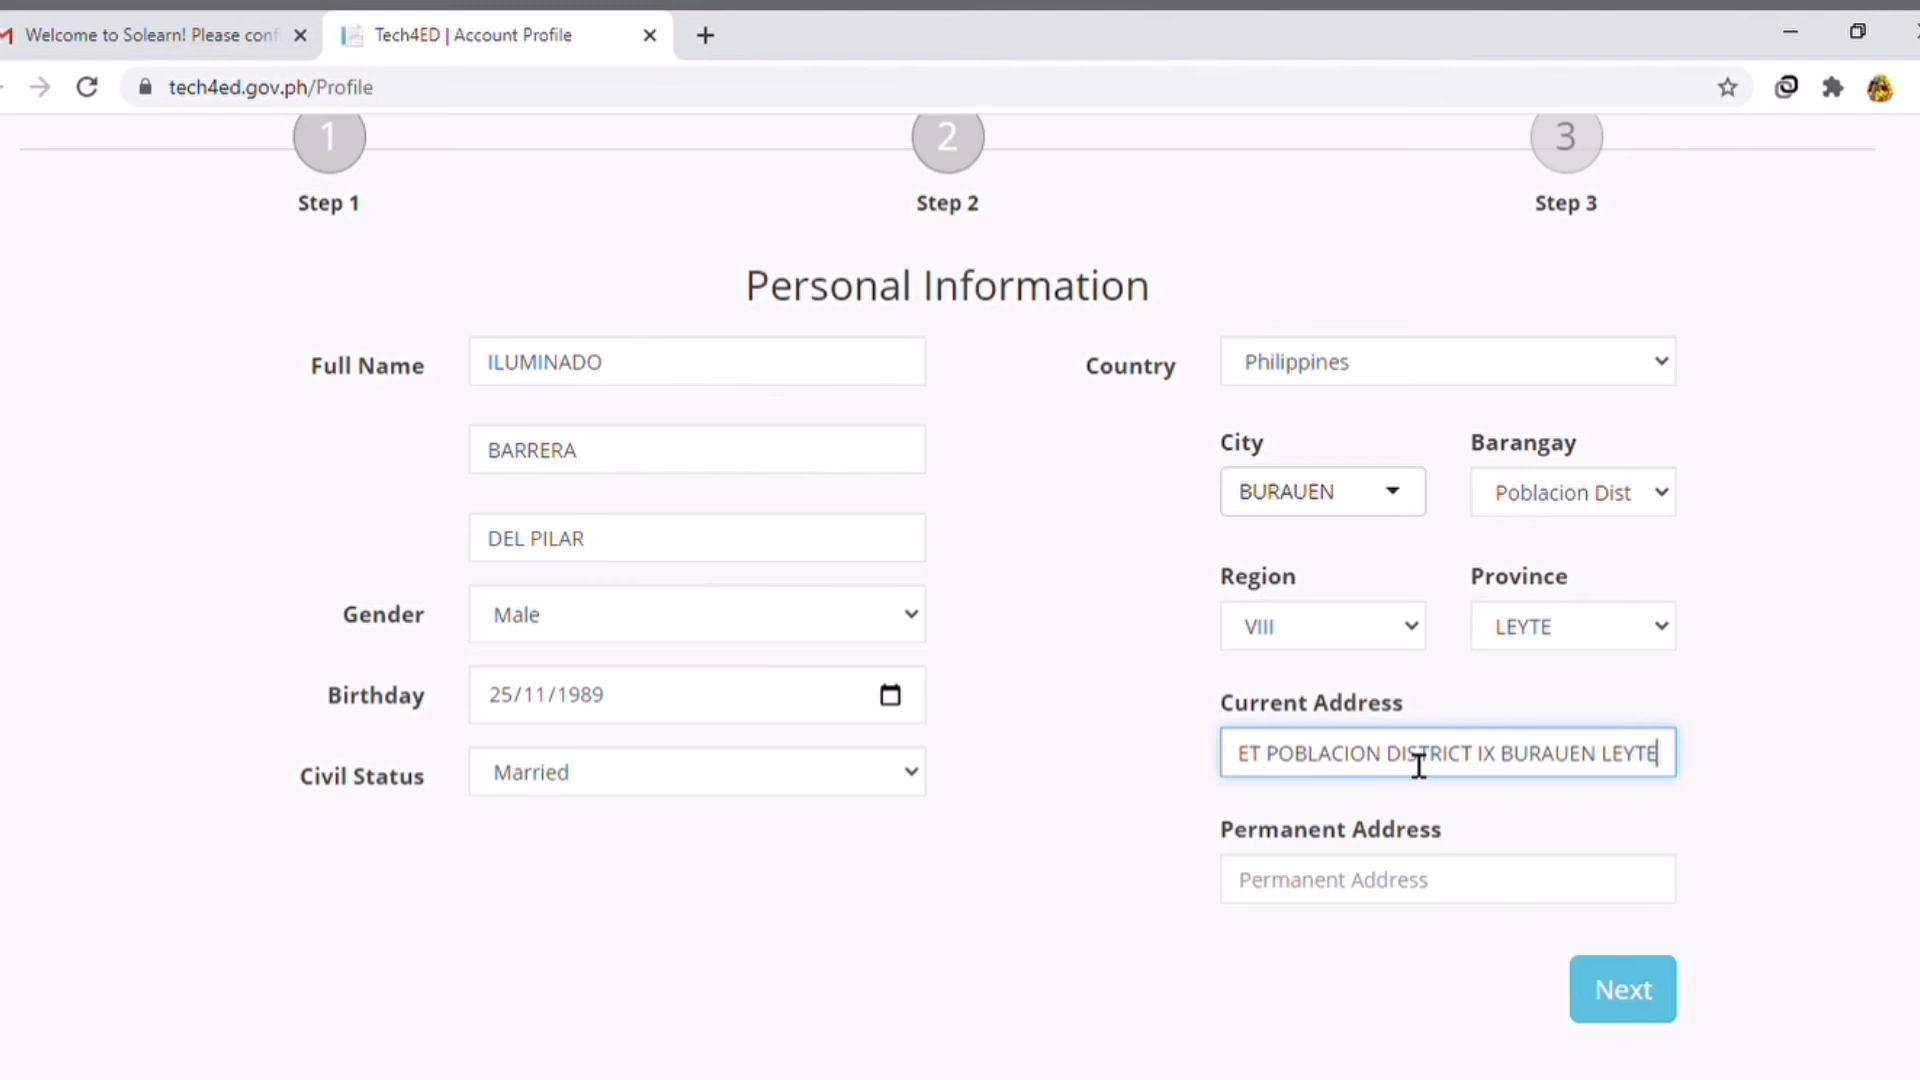 Welcome to Solearn! Please conf
Tech4ED | Account Profile
tech4ed.gov.ph/Profile
1
2
3
Step 1
Step 2
Step 3
Personal Information
Full Name
ILUMINADO
BARRERA
DEL PILAR
Gender
Male
Birthday
25/11/1989
Civil Status
Married
Country
Philippines
City
Barangay
BURAUEN
Poblacion Dist
Region
Province
VIII
LEYTE
Current Address
ET POBLACION DISTRICT IX BURAUEN LEYTE
Permanent Address
Permanent Address
Next